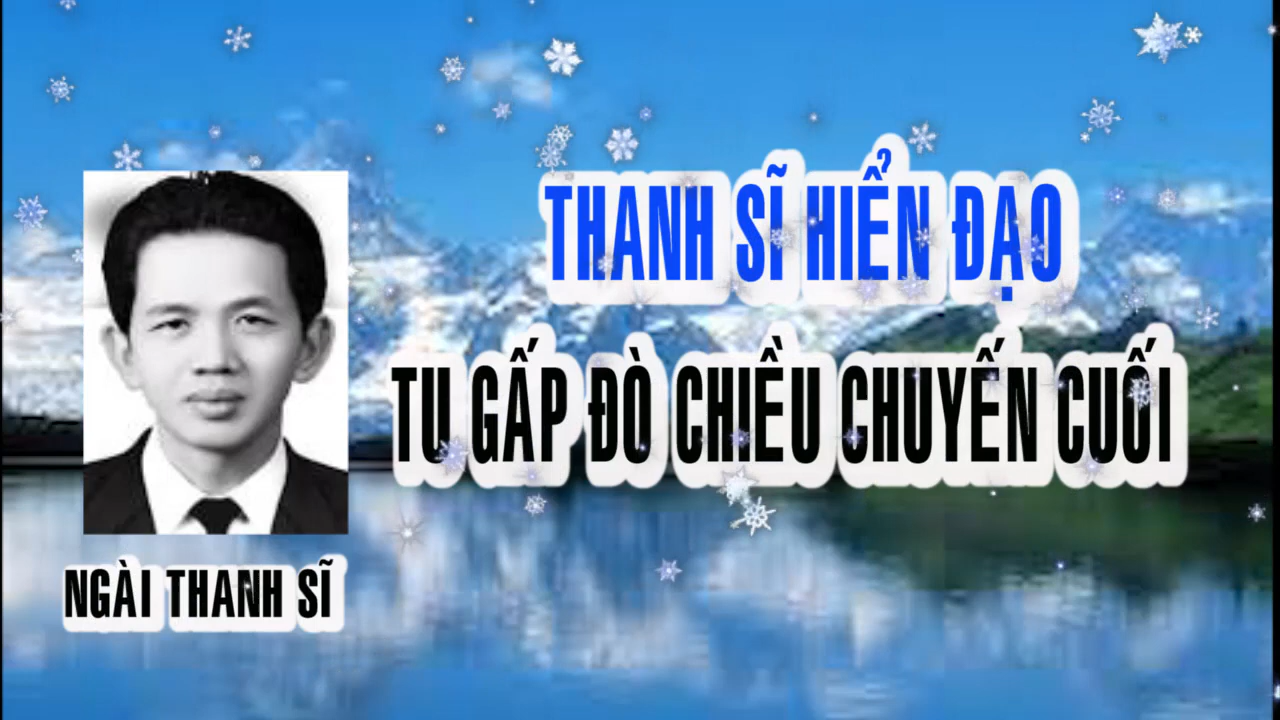 THANH SĨ HIỂN ĐẠO
TU GẤP ĐÒ CHIỀU CHUYẾN CUỐI
NGÀI THANH SĨ